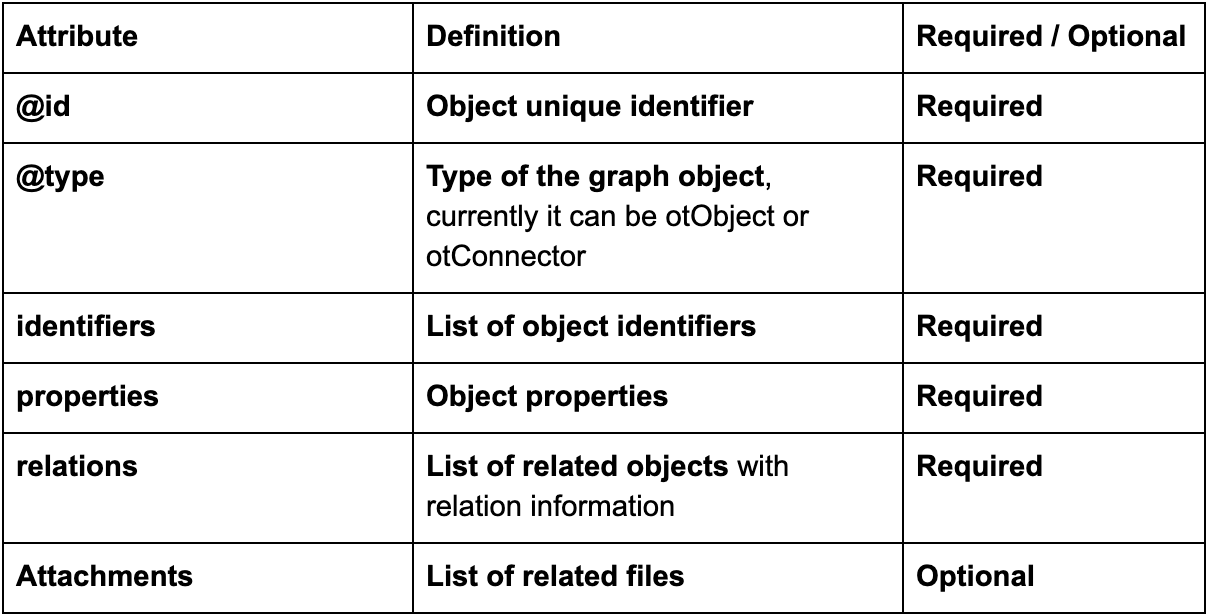 Attribute Definition Required / Optional
@id Object unique identifier Required
@type Type of the graph object, Required
currently it can be otObject or
otConnector
identifiers List of object identifiers Required
properties Object properties Required
relations List of related objects with Required
relation information
Attachments List of related files Optional